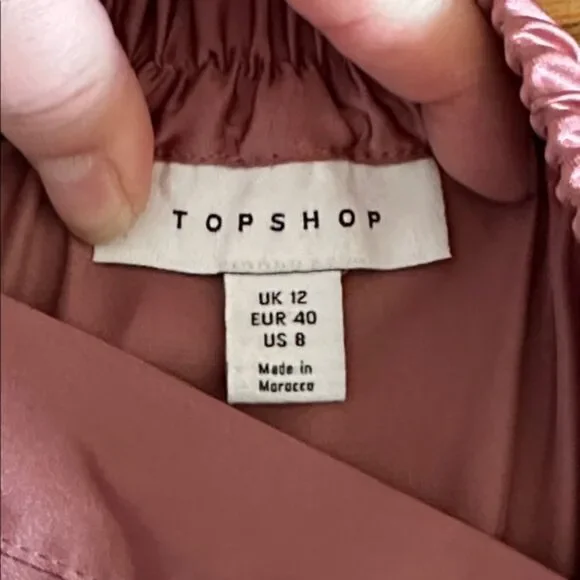 TOPSHOP
UK 12
EUR 40
US 8
Made in
Morocco